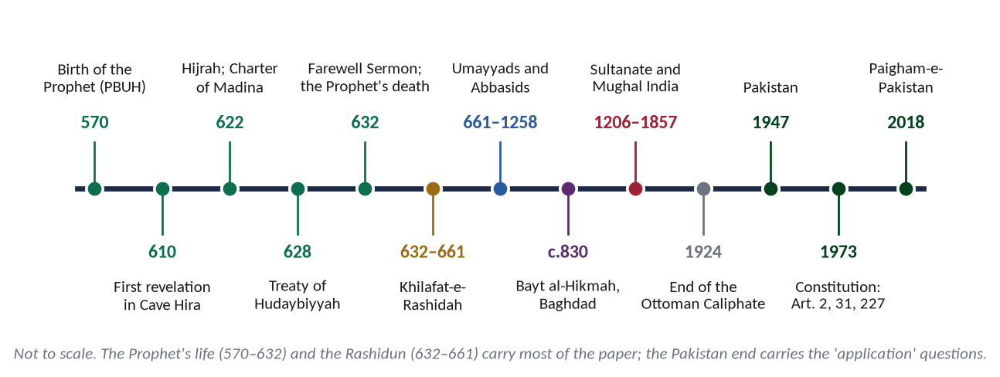 Birth of the
Prophet (PBUH)
570
Hijrah; Charter
of Madina
622
Farewell Sermon;
the Prophet's death
632
Umayyads and
Abbasids
661–1258
Sultanate and
Mughal India
1206–1857
Pakistan
1947
Paigham-e-
Pakistan
2018
610
First revelation
in Cave Hira
628
Treaty of
Hudaybiyyah
632–661
Khilafat-e-
Rashidah
c.830
Bayt al-Hikmah,
Baghdad
1924
End of the
Ottoman Caliphate
1973
Constitution:
Art. 2, 31, 227
Not to scale. The Prophet's life (570–632) and the Rashidun (632–661) carry most of the paper; the Pakistan end carries the 'application' questions.